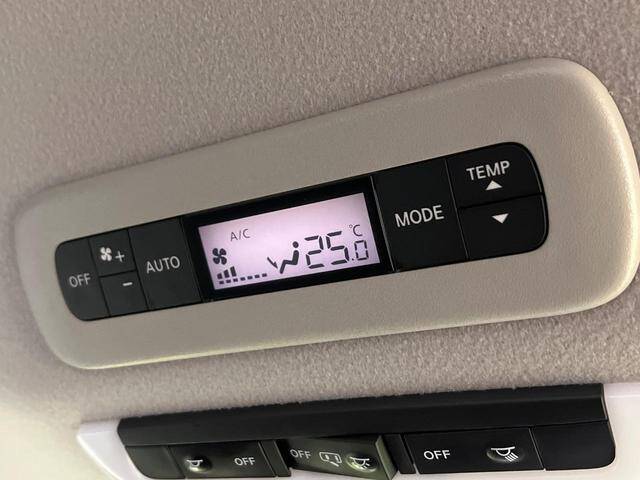 OFF
+
-
AUTO
A/C
25.0 °C
MODE
TEMP
OFF
OFF
OFF